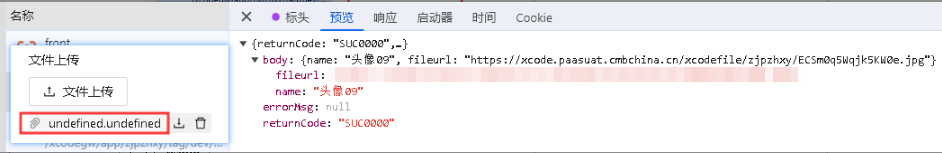 名称
标头
预览
响应
启动器
时间
Cookie
front
文件上传
文件上传
undefined.undefined
{returnCode: "SUC0000",…}
body: {name: "头像09", fileurl: "https://xcode.paasuat.cmbchina.cn/xcodefile/zjpzhxy/ECSm0q5Wqjk5KW0e.jpg"}
fileurl:
name: "头像09"
errorMsg: null
returnCode: "SUC0000"
/xcodegw/app/zjpzhxy/tag/dev/...